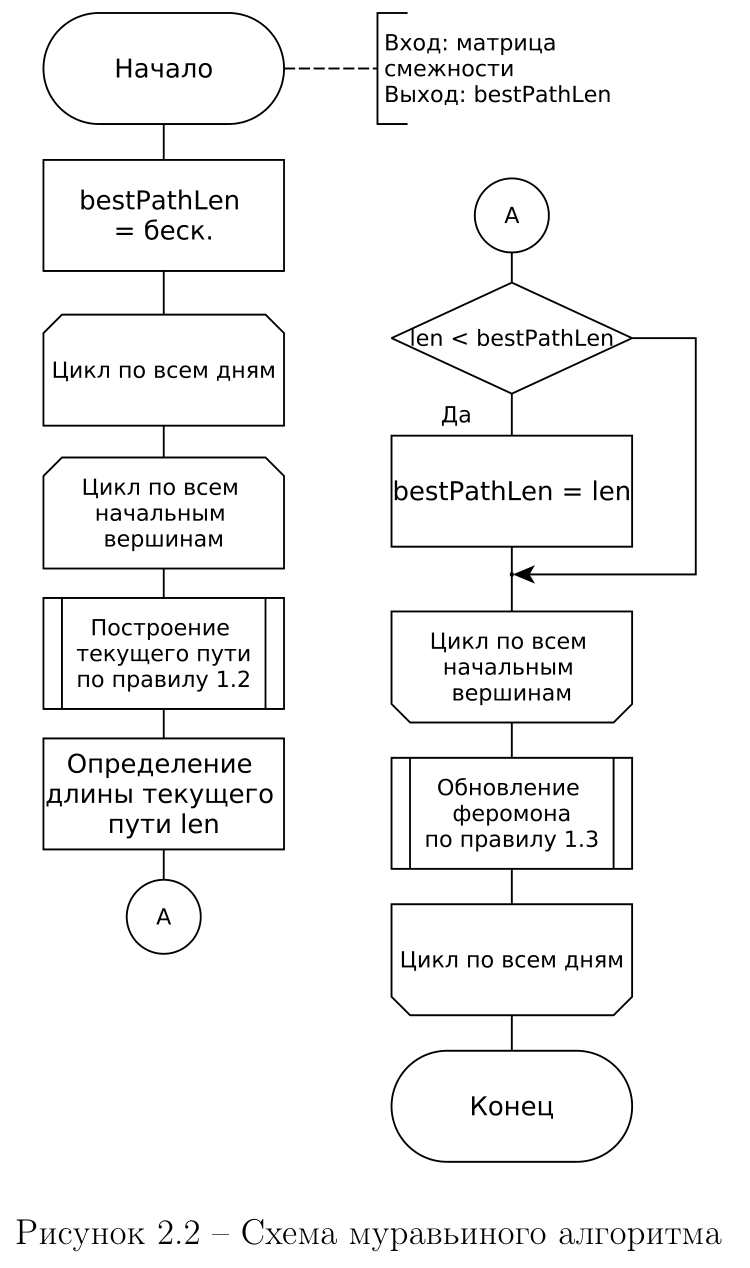 Начало
Вход: матрица
смежности
Выход: bestPathLen
bestPathLen
= беск.
Цикл по всем дням
Цикл по всем
начальным
вершинам
Построение
текущего пути
по правилу 1.2
Определение
длины текущего
пути len
A
A
len < bestPathLen
Да
bestPathLen = len
Цикл по всем
начальным
вершинам
Обновление
феромона
по правилу 1.3
Цикл по всем дням
Конец
Рисунок 2.2 – Схема муравьиного алгоритма